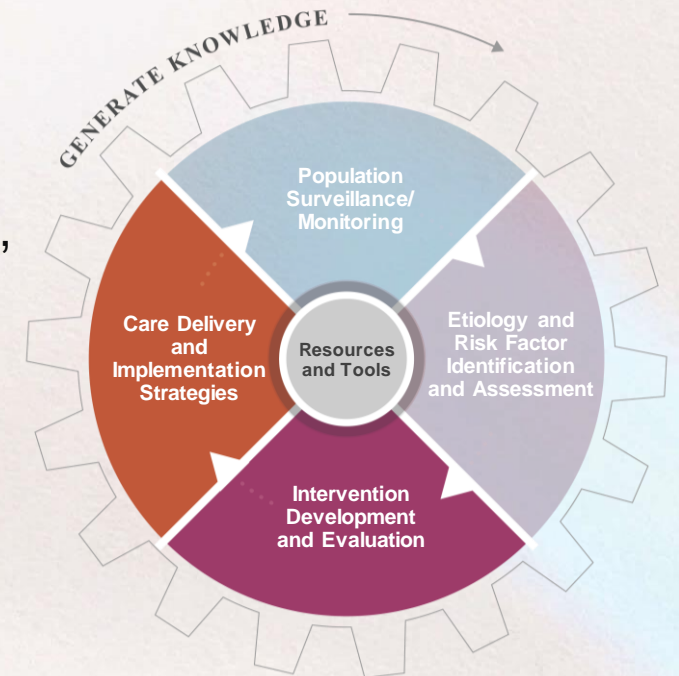 GENERATE KNOWLEDGE
Population
Surveillance/
Monitoring
,
Care Delivery
and
Implementation
Strategies
Resources
and Tools
Etiology and
Risk Factor
Identification
and Assessment
Intervention
Development
and Evaluation